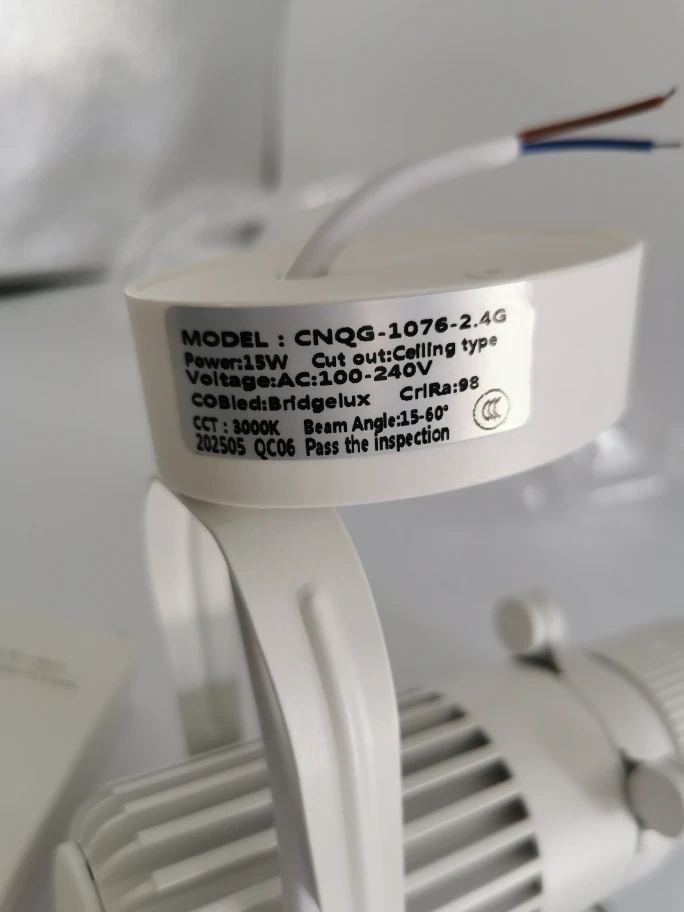 MODEL : CNQG-1076-2.4G
Power:15W Cut out:Ceiling type
Voltage:AC:100-240V
COBled:Bridgelux CriRa:98
CCT : 3000K Beam Angle:15-60°
202505 QC06 Pass the inspection
CCC